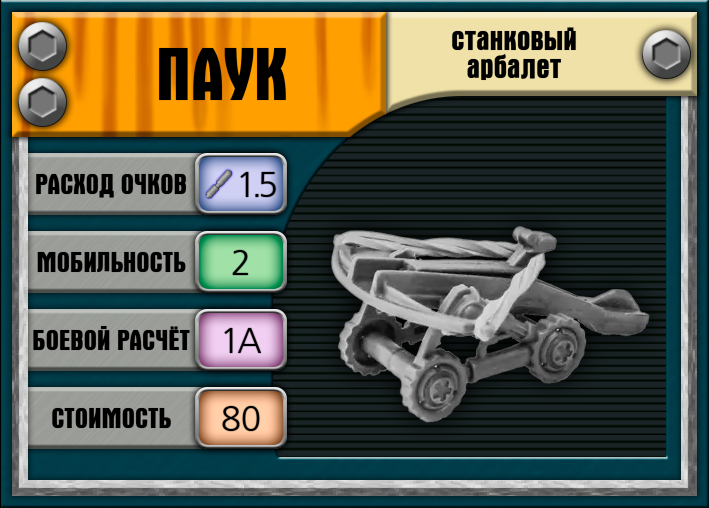 ПАУК
станковый
арбалет
РАСХОД ОЧКОВ 1.5
МОБИЛЬНОСТЬ 2
БОЕВОЙ РАСЧЁТ 1А
СТОИМОСТЬ 80